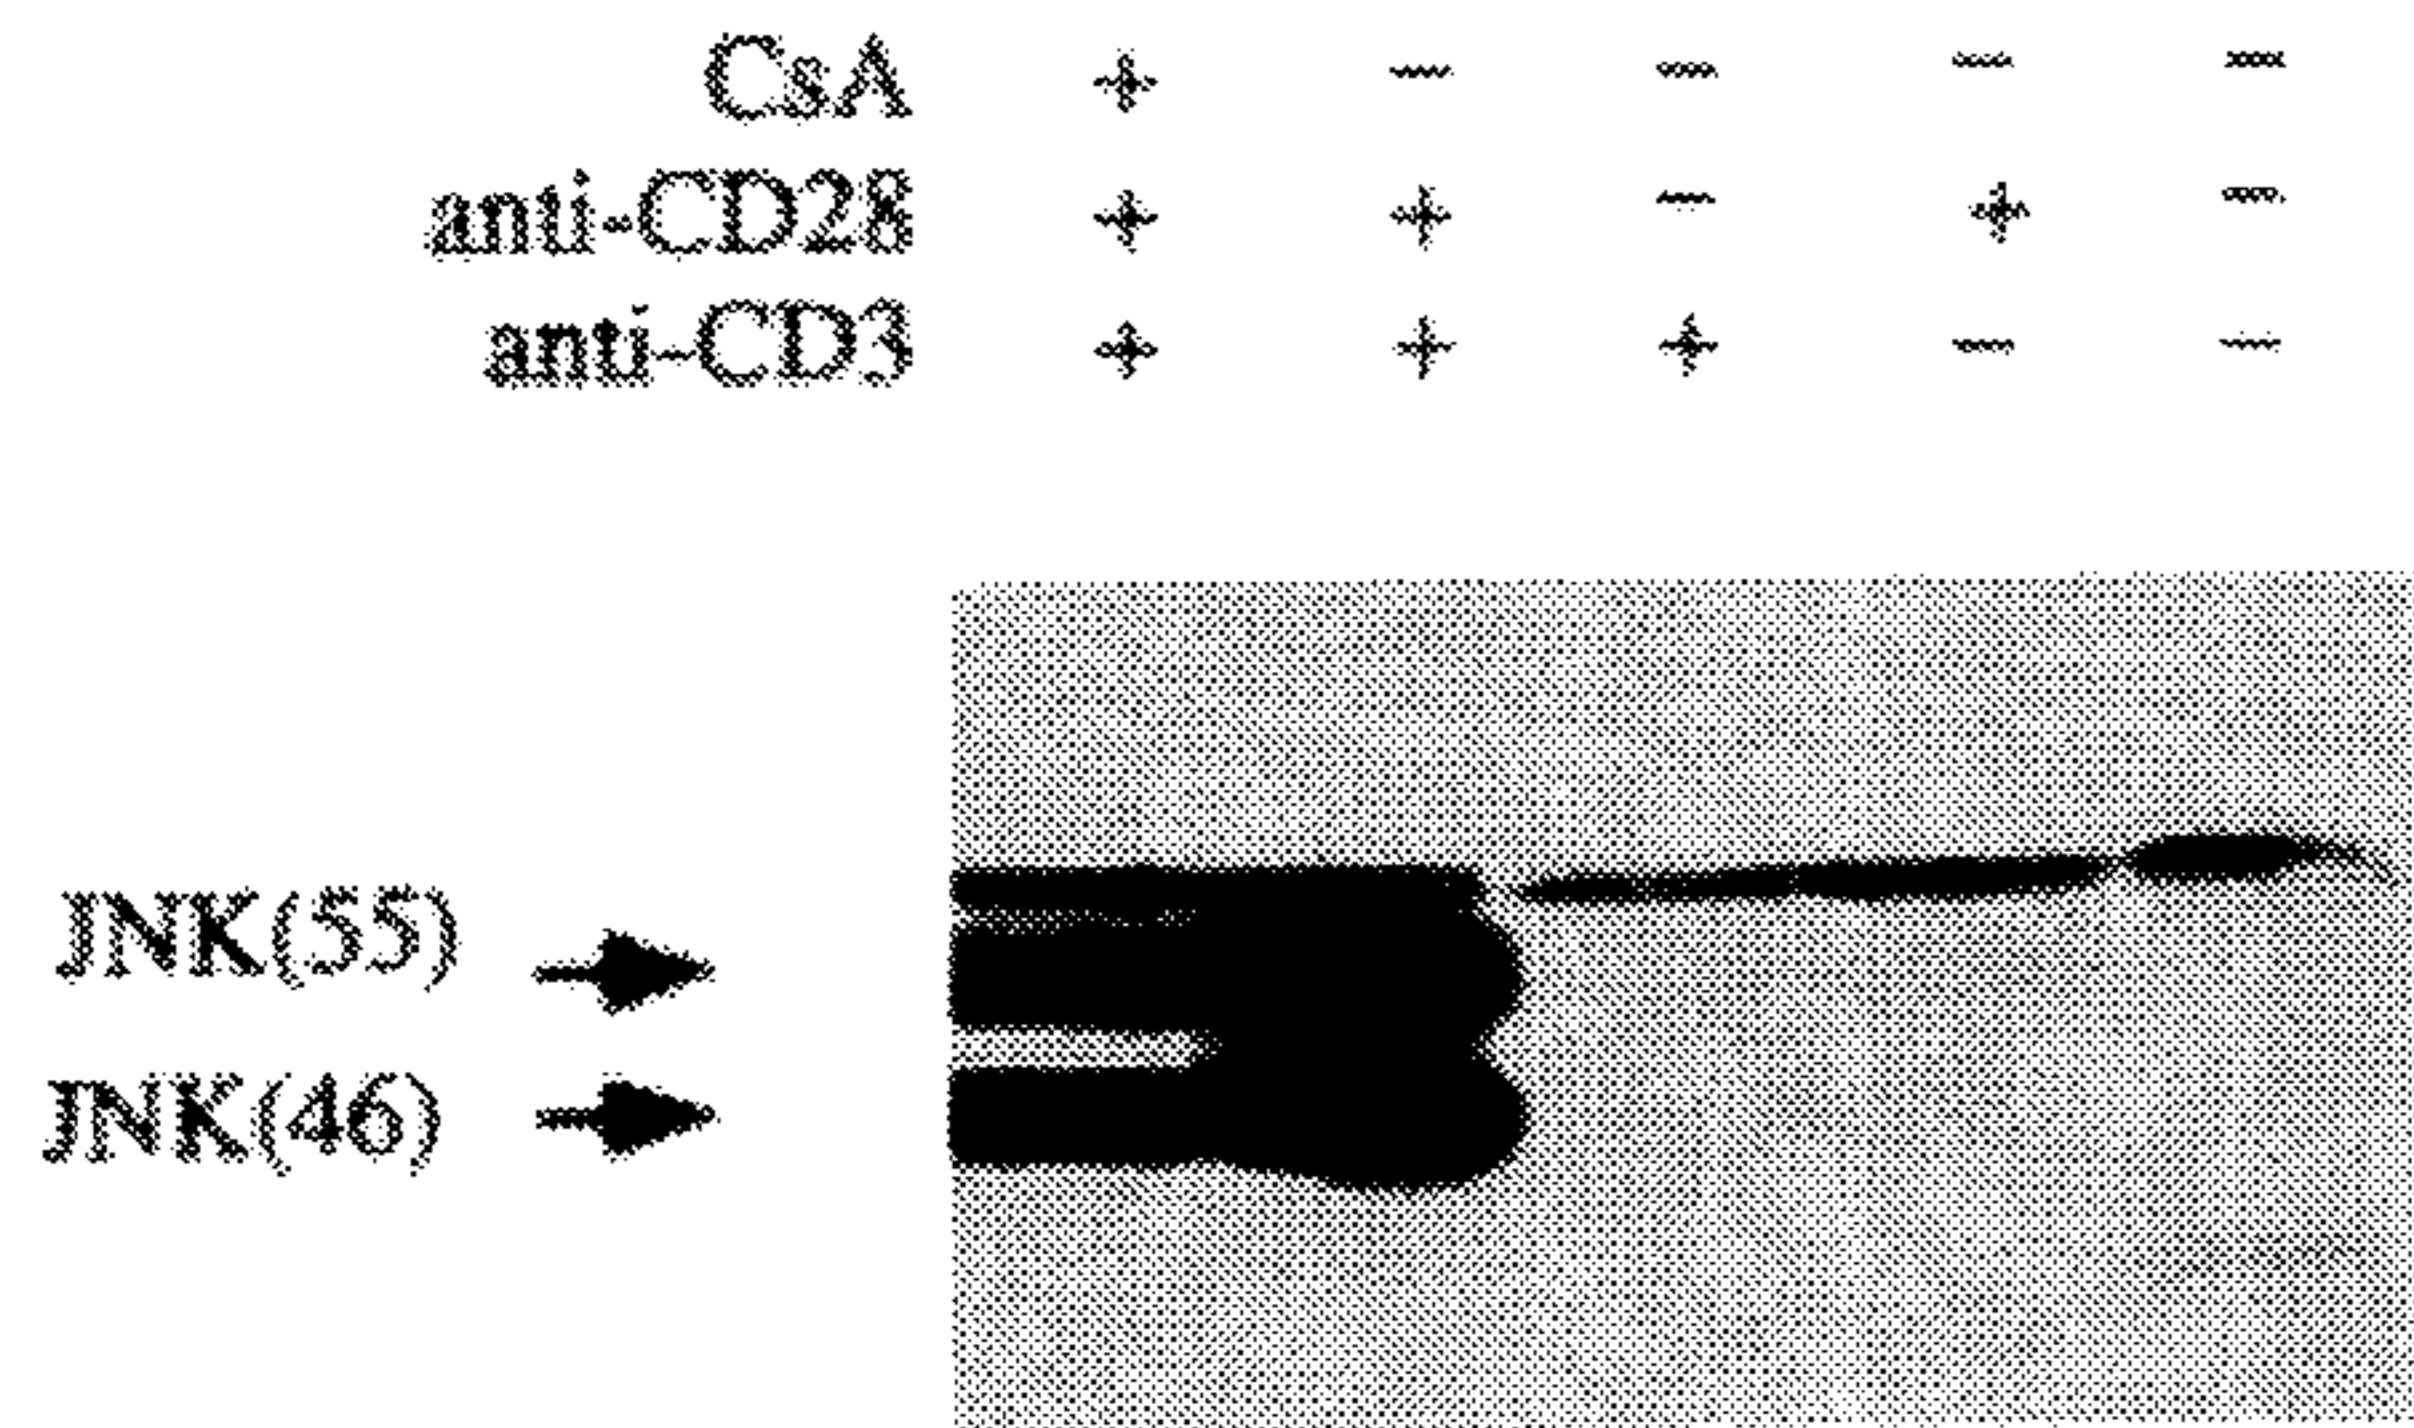 CsA + - - - -
anti-CD28 + + - + -
anti-CD3 + + + - -
JNK(55)
JNK(46)